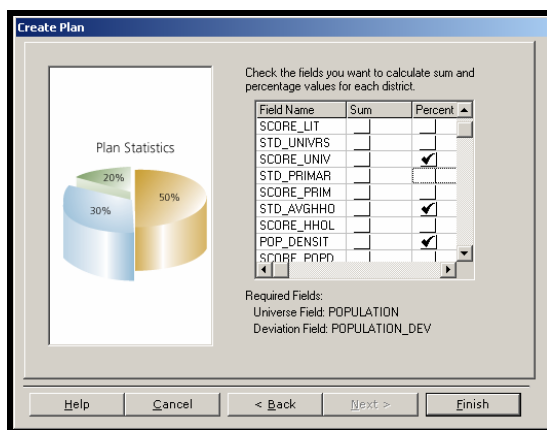 Create Plan
Plan Statistics
20%
30%
50%
Check the fields you want to calculate sum and
percentage values for each district.
Field Name Sum Percent
SCORE_LIT
STD_UNIVRS
SCORE_UNIV
STD_PRIMAR
SCORE_PRIM
STD_AVGHHO
SCORE_HHOL
POP_DENSIT
SCORE_POPD
Required Fields:
Universe Field: POPULATION
Deviation Field: POPULATION_DEV
Help Cancel < Back Next > Finish